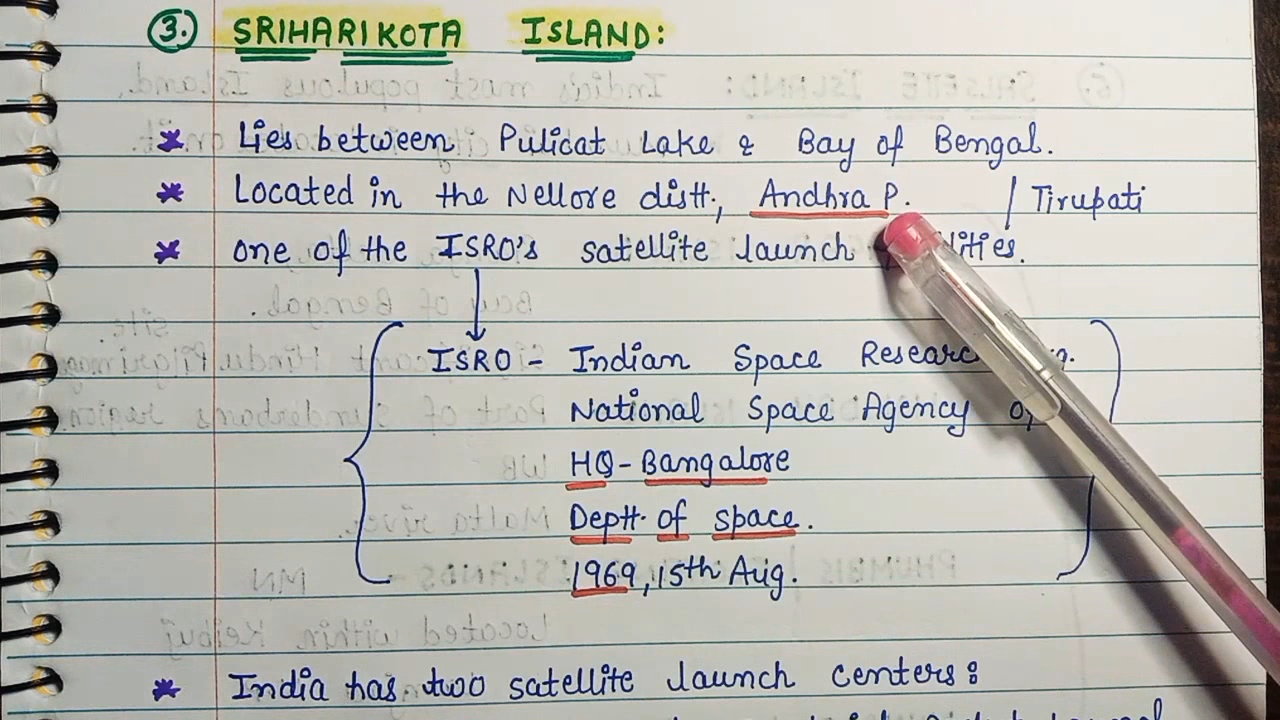 3. SRIHARIKOTA ISLAND:
* Lies between Pulicat Lake & Bay of Bengal.
* Located in the Nellore distt., Andhra P. / Tirupati
* one of the ISRO's satellite launch
ISRO - Indian Space
National Space Agency
HQ - Bangalore
Deptt. of space.
1969, 15th Aug.
* India has two satellite launch centers: